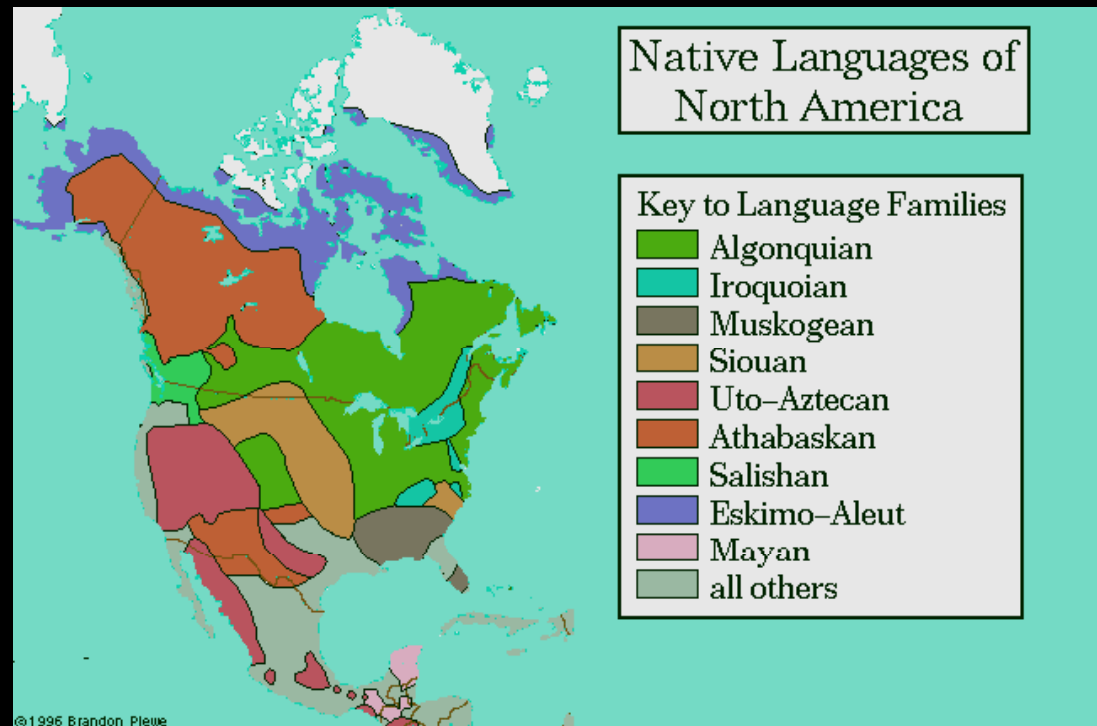 Native Languages of
North America
Key to Language Families
Algonquian
Iroquoian
Muskogean
Siouan
Uto–Aztecan
Athabaskan
Salishan
Eskimo–Aleut
Mayan
all others
©1996 Brandon Plewe